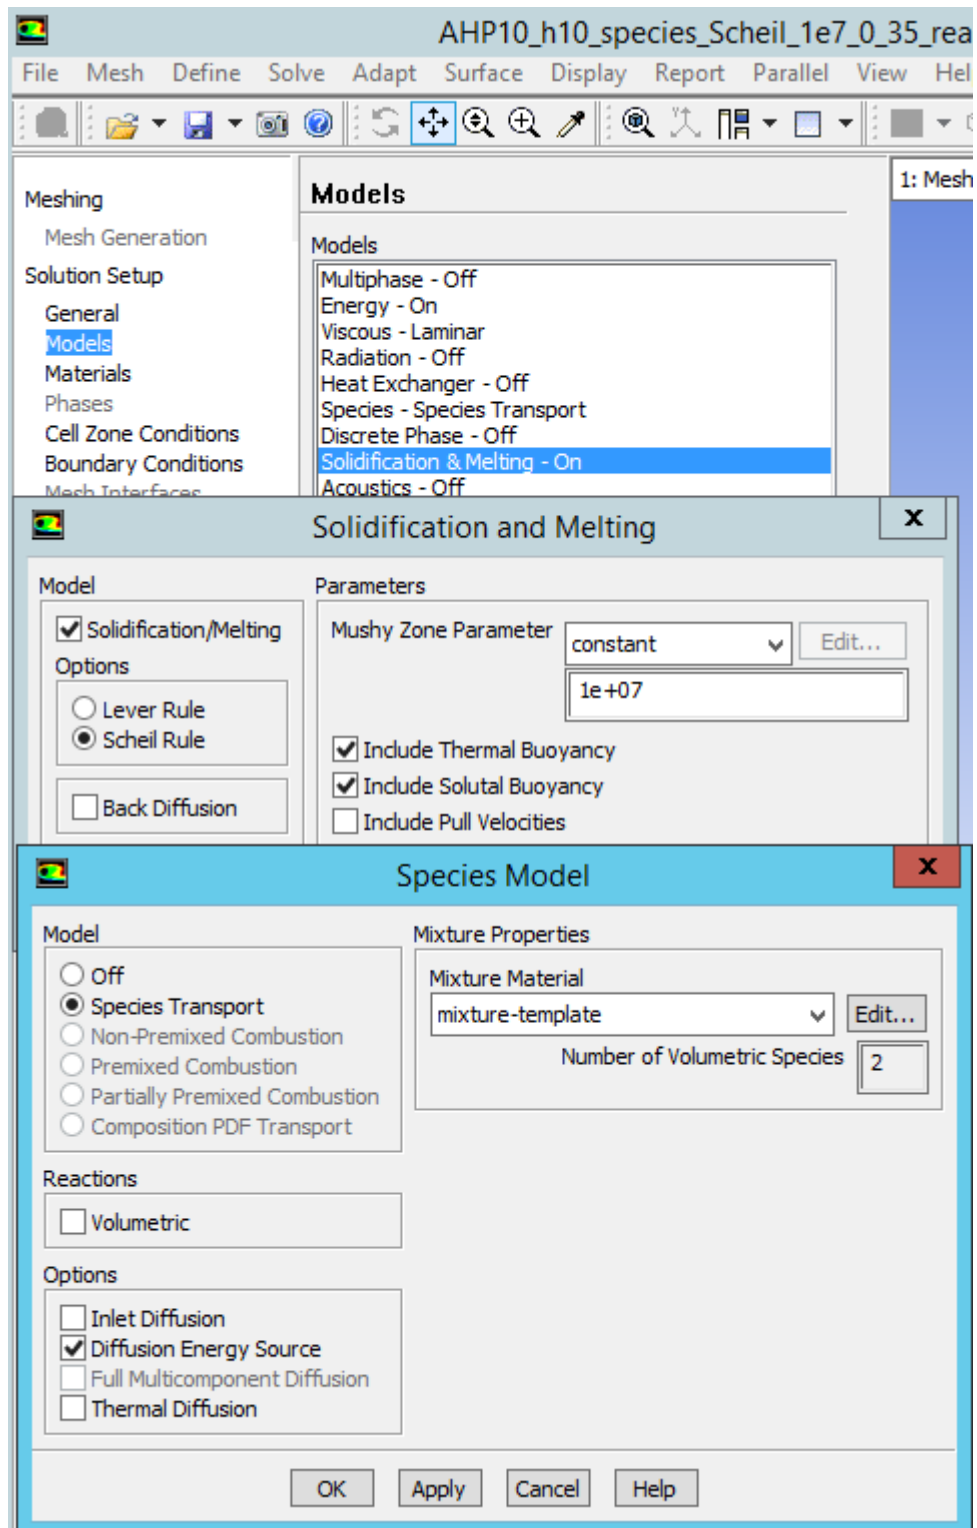 AHP10_h10_species_Scheil_1e7_0_35_rea
File Mesh Define Solve Adapt Surface Display Report Parallel View Hel
1: Mesh
Meshing
Mesh Generation
Solution Setup
General
Models
Materials
Phases
Cell Zone Conditions
Boundary Conditions
Mesh Interfaces
Models
Models
Multiphase - Off
Energy - On
Viscous - Laminar
Radiation - Off
Heat Exchanger - Off
Species - Species Transport
Discrete Phase - Off
Solidification & Melting - On
Acoustics - Off
Solidification and Melting
x
Model
Solidification/Melting
Options
Lever Rule
Scheil Rule
Back Diffusion
Parameters
Mushy Zone Parameter
constant
Edit...
1e+07
Include Thermal Buoyancy
Include Solutal Buoyancy
Include Pull Velocities
Species Model
x
Model
Off
Species Transport
Non-Premixed Combustion
Premixed Combustion
Partially Premixed Combustion
Composition PDF Transport
Mixture Properties
Mixture Material
mixture-template
Edit...
Number of Volumetric Species 2
Reactions
Volumetric
Options
Inlet Diffusion
Diffusion Energy Source
Full Multicomponent Diffusion
Thermal Diffusion
OK Apply Cancel Help